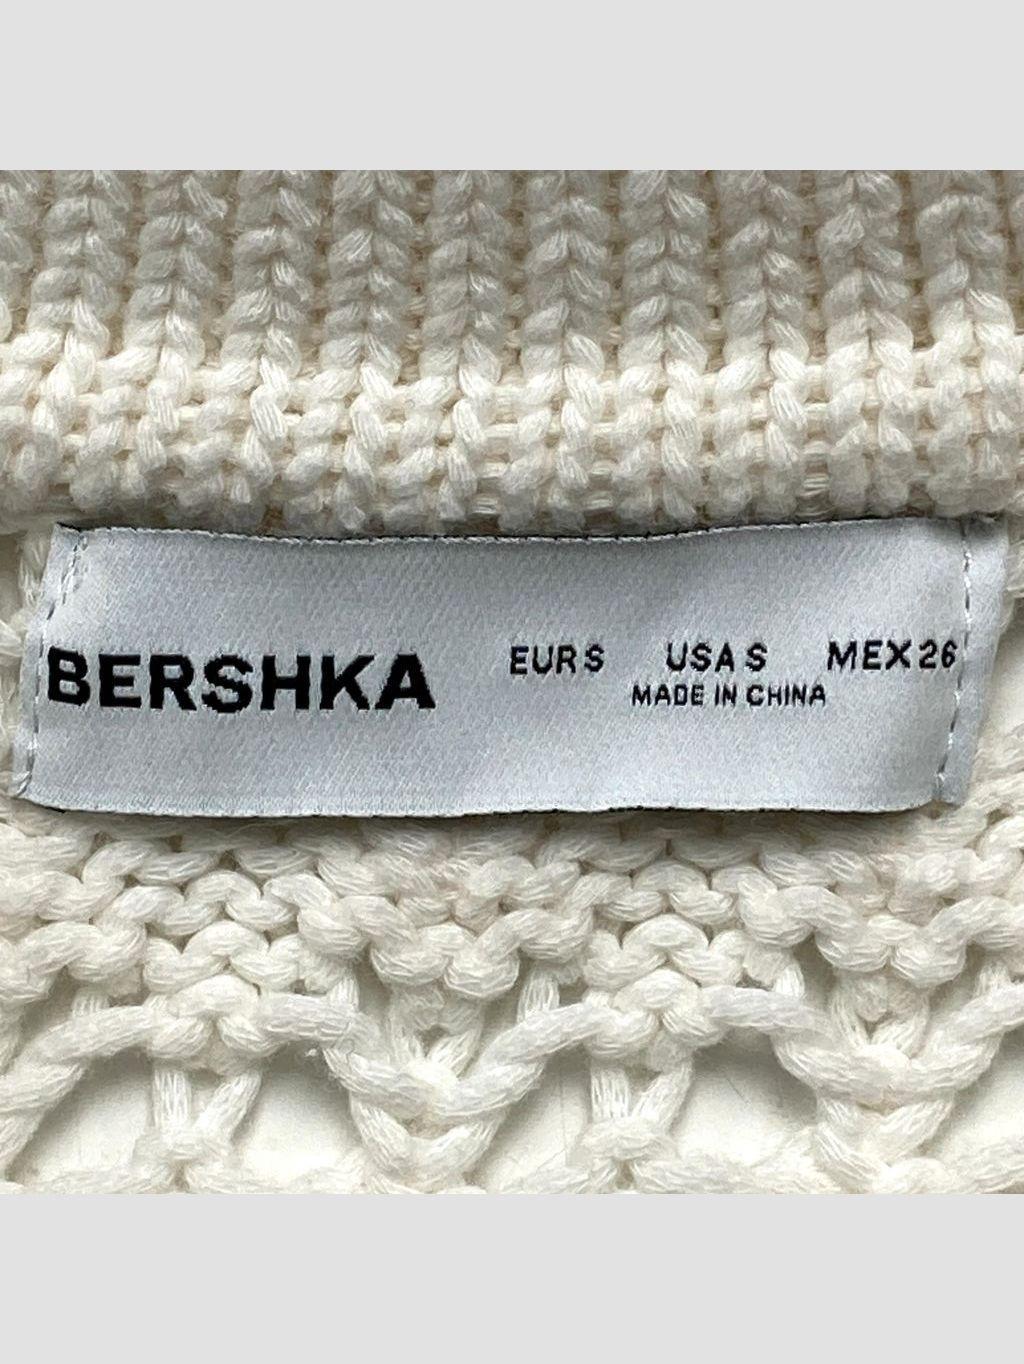 BERSHKA
EUR S USA S MEX 26
MADE IN CHINA